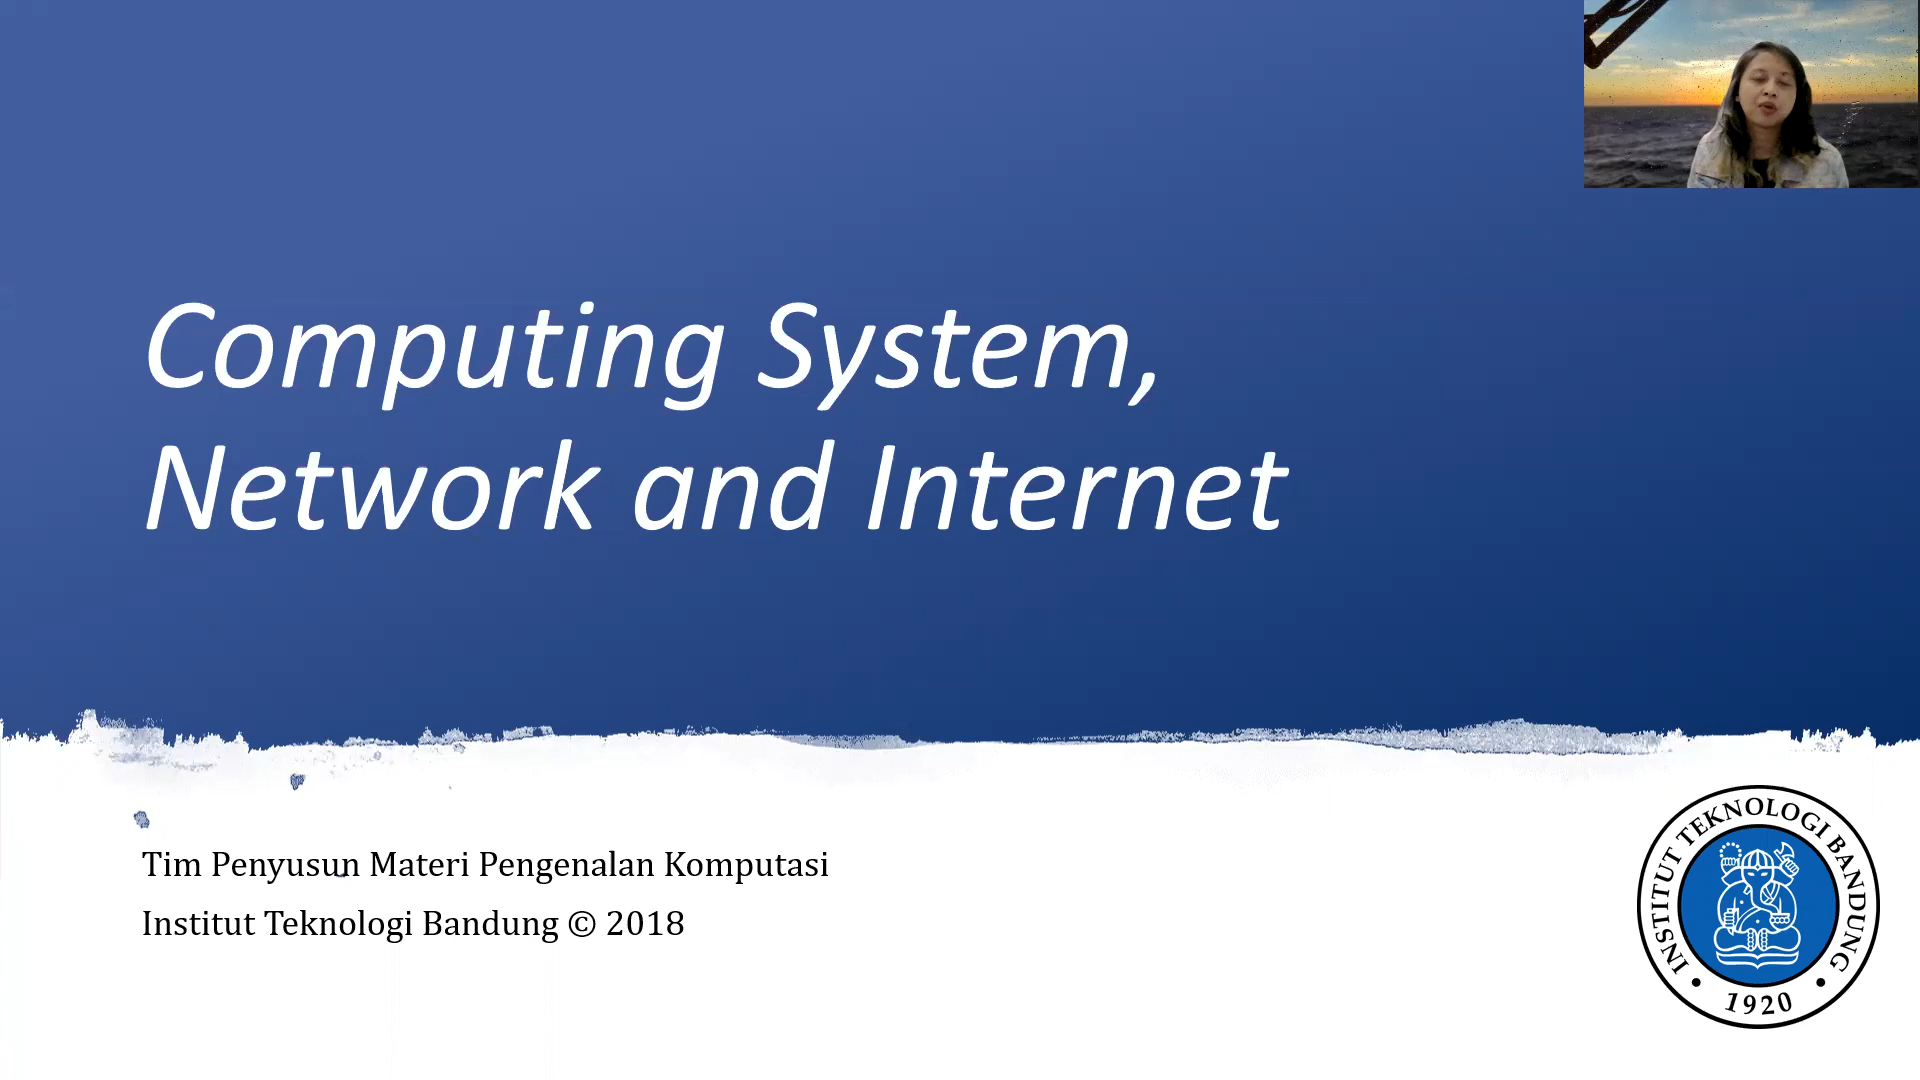 Computing System,
Network and Internet
Tim Penyusun Materi Pengenalan Komputasi
Institut Teknologi Bandung © 2018
INSTITUT TEKNOLOGI BANDUNG
• 1920 •